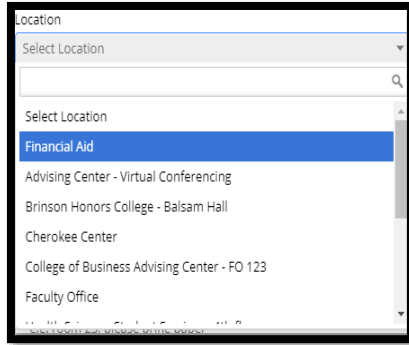 Location
Select Location
Select Location
Financial Aid
Advising Center - Virtual Conferencing
Brinson Honors College - Balsam Hall
Cherokee Center
College of Business Advising Center - FO 123
Faculty Office